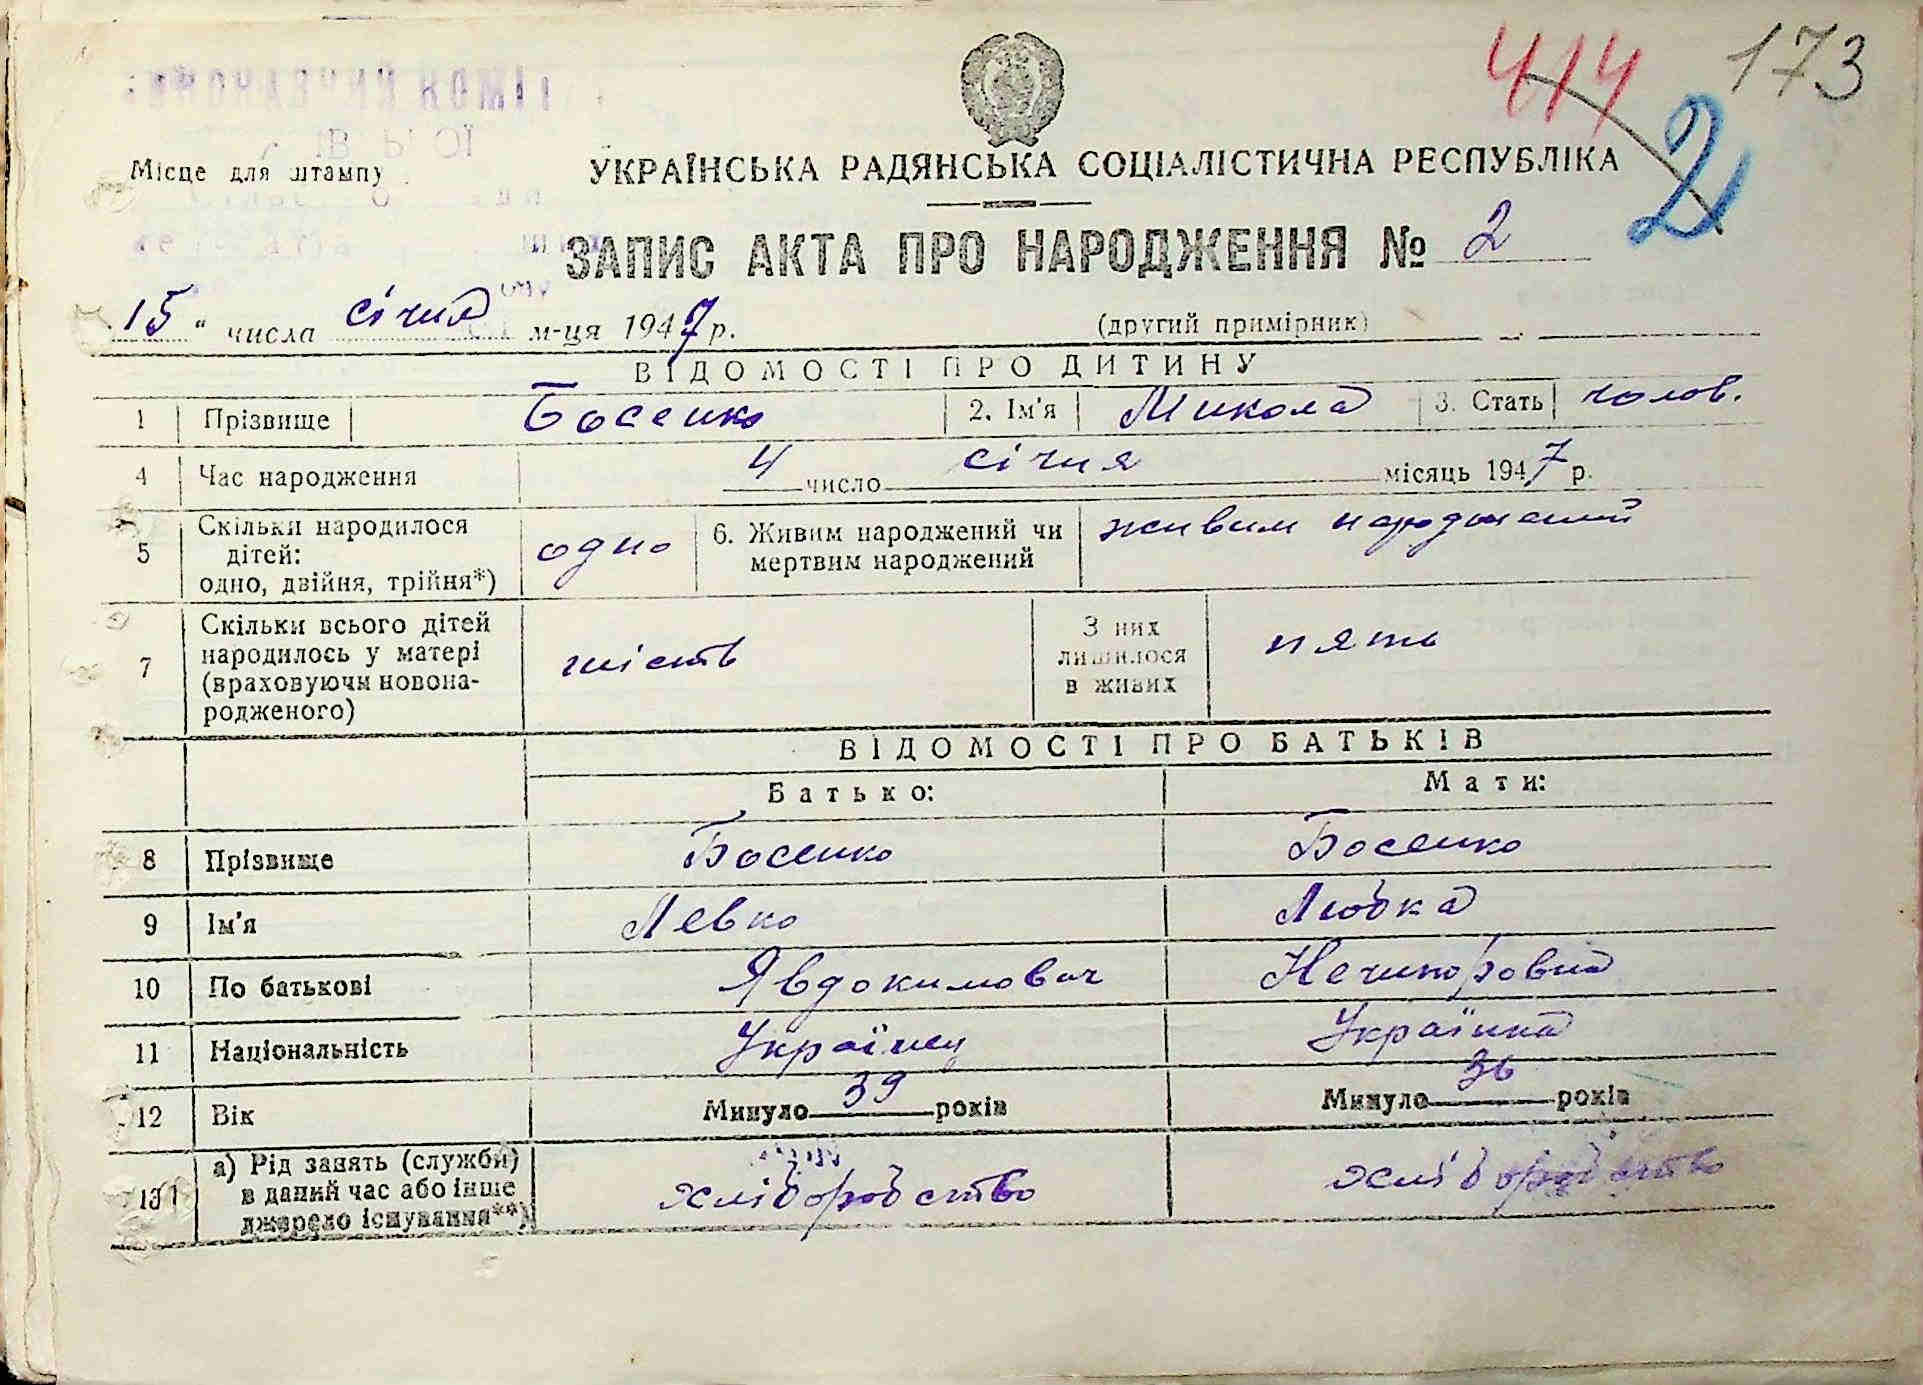 414 173
2
Місце для штампу
УКРАЇНСЬКА РАДЯНСЬКА СОЦІАЛІСТИЧНА РЕСПУБЛІКА
ЗАПИС АКТА ПРО НАРОДЖЕННЯ № 2
15 " числа січня м-ця 1947 р. (другий примірник)
ВІДОМОСТІ ПРО ДИТИНУ
1 Прізвище Босенко 2. Ім'я Микола 3. Стать чолов.
4 Час народження 4 число січня місяць 1947 р.
5 Скільки народилося дітей: одно, двійня, трійня*) одно 6. Живим народжений чи мертвим народжений живим народжений
7 Скільки всього дітей народилось у матері (враховуючи новонародженого) шість З них лишилося в живих пять
ВІДОМОСТІ ПРО БАТЬКІВ
Батько: Мати:
8 Прізвище Босенко Босенко
9 Ім'я Левко Любка
10 По батькові Явдокимович Нечипоровна
11 Національність Українец Українка
12 Вік Минуло 39 років Минуло 36 років
13 а) Рід занять (служби) в даний час або інше джерело існування**) хліборобство хліборобство